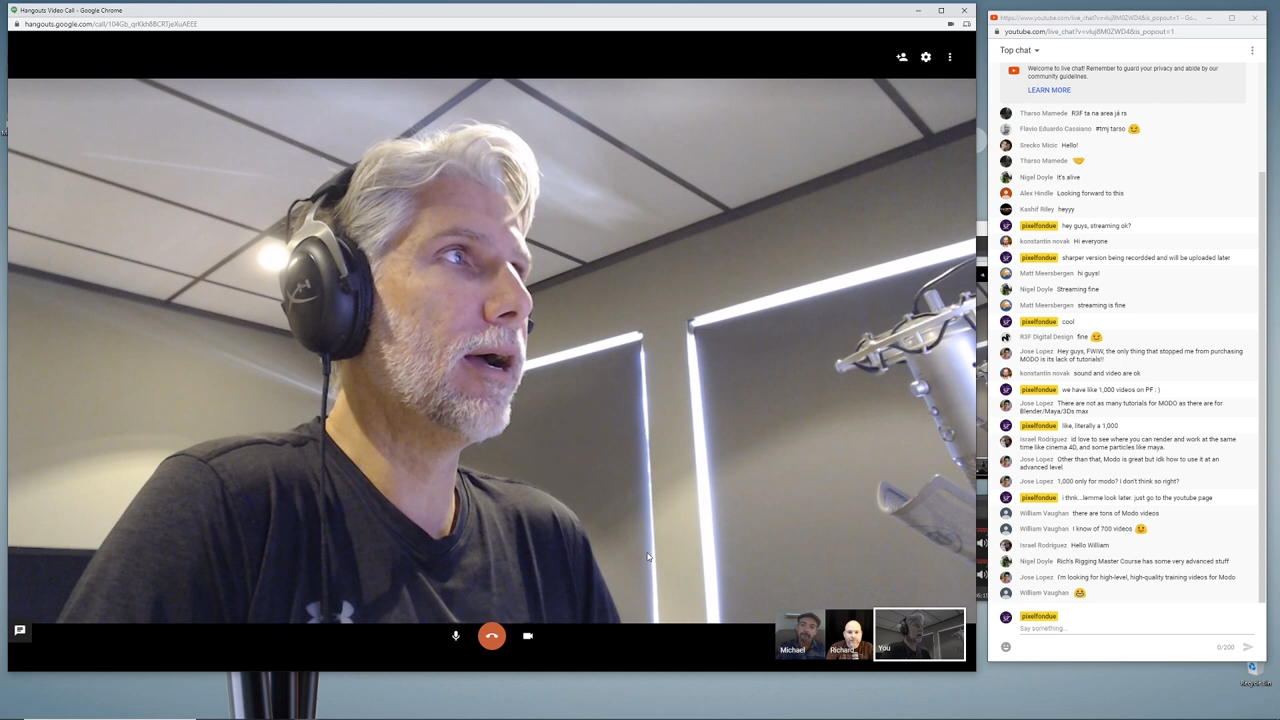 Hangouts Video Call - Google Chrome
hangouts.google.com/call/104Gb_qrKkh8BCRTjeXuAEEE
Michael
Richard
You
https://www.youtube.com/live_chat?v=vluj8M0ZWD4&is_popout=1 - Go...
youtube.com/live_chat?v=vluj8M0ZWD4&is_popout=1
Top chat
Welcome to live chat! Remember to guard your privacy and abide by our
community guidelines.
LEARN MORE
Tharso Mamede R3F ta na area já rs
Flavio Eduardo Cassiano #tmj tarso 😊
Srecko Micic Hello!
Tharso Mamede 🤝
Nigel Doyle It's alive
Alex Hindle Looking forward to this
Kashif Riley heyyy
pixelfondue hey guys, streaming ok?
konstantin novak Hi everyone
pixelfondue sharper version being recordded and will be uploaded later
Matt Meersbergen hi guys!
Nigel Doyle Streaming fine
Matt Meersbergen streaming is fine
pixelfondue cool
R3F Digital Design fine 😉
Jose Lopez Hey guys, FWIW, the only thing that stopped me from purchasing
MODO is its lack of tutorials!!
konstantin novak sound and video are ok
pixelfondue we have like 1,000 videos on PF : )
Jose Lopez There are not as many tutorials for MODO as there are for
Blender/Maya/3Ds max
pixelfondue like, literally a 1,000
Israel Rodriguez id love to see where you can render and work at the same
time like cinema 4D, and some particles like maya.
Jose Lopez Other than that, Modo is great but idk how to use it at an
advanced level
Jose Lopez 1,000 only for modo? I don't think so right?
pixelfondue i thnk...lemme look later. just go to the youtube page
William Vaughan there are tons of Modo videos
William Vaughan I know of 700 videos 😉
Israel Rodriguez Hello William
Nigel Doyle Rich's Rigging Master Course has some very advanced stuff
Jose Lopez I'm looking for high-level, high-quality training videos for Modo
William Vaughan 😂
pixelfondue
Say something...
0/200
Recycle Bin